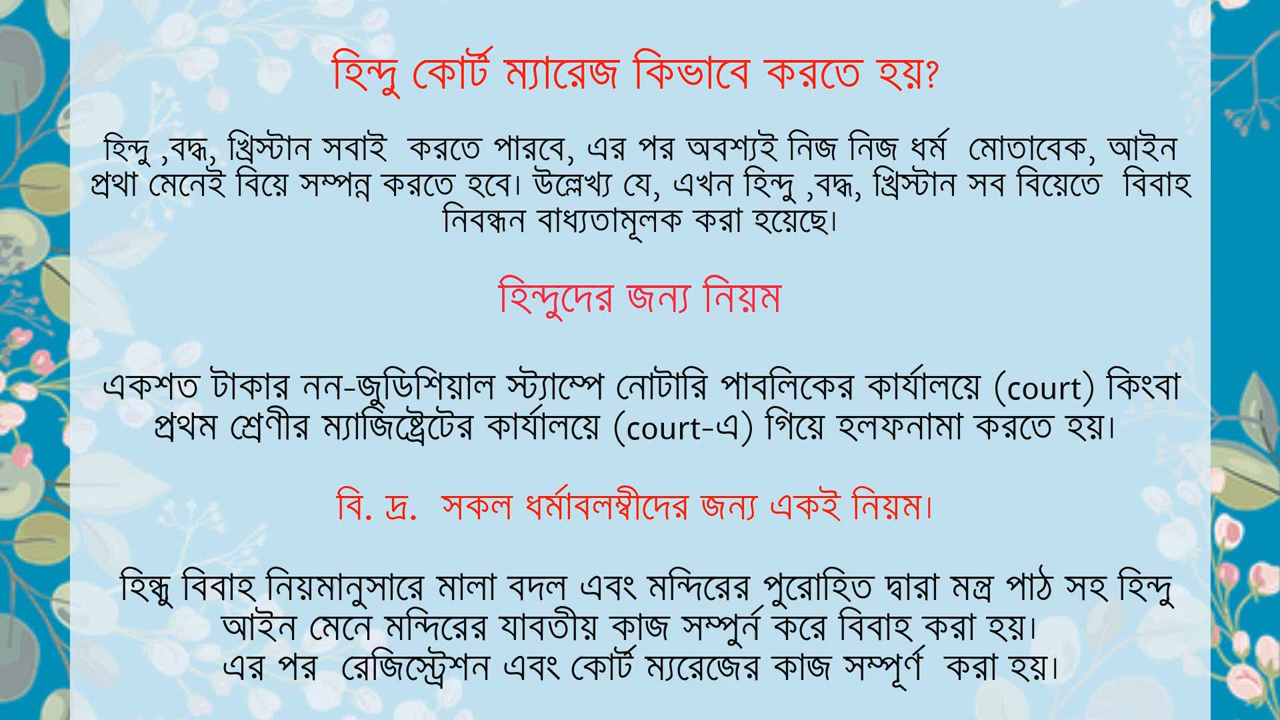 হিন্দু কোর্ট ম্যারেজ কিভাবে করতে হয়?
হিন্দু ,বদ্ধ, খ্রিস্টান সবাই করতে পারবে, এর পর অবশ্যই নিজ নিজ ধর্ম মোতাবেক, আইন
প্রথা মেনেই বিয়ে সম্পন্ন করতে হবে। উল্লেখ্য যে, এখন হিন্দু ,বদ্ধ, খ্রিস্টান সব বিয়েতে বিবাহ
নিবন্ধন বাধ্যতামূলক করা হয়েছে।
হিন্দুদের জন্য নিয়ম
একশত টাকার নন-জুডিশিয়াল স্ট্যাম্পে নোটারি পাবলিকের কার্যালয়ে (court) কিংবা
প্রথম শ্রেণীর ম্যাজিষ্ট্রেটের কার্যালয়ে (court-এ) গিয়ে হলফনামা করতে হয়।
বি. দ্র. সকল ধর্মাবলম্বীদের জন্য একই নিয়ম।
হিন্ধু বিবাহ নিয়মানুসারে মালা বদল এবং মন্দিরের পুরোহিত দ্বারা মন্ত্র পাঠ সহ হিন্দু
আইন মেনে মন্দিরের যাবতীয় কাজ সম্পুর্ন করে বিবাহ করা হয়।
এর পর রেজিস্ট্রেশন এবং কোর্ট ম্যরেজের কাজ সম্পূর্ণ করা হয়।